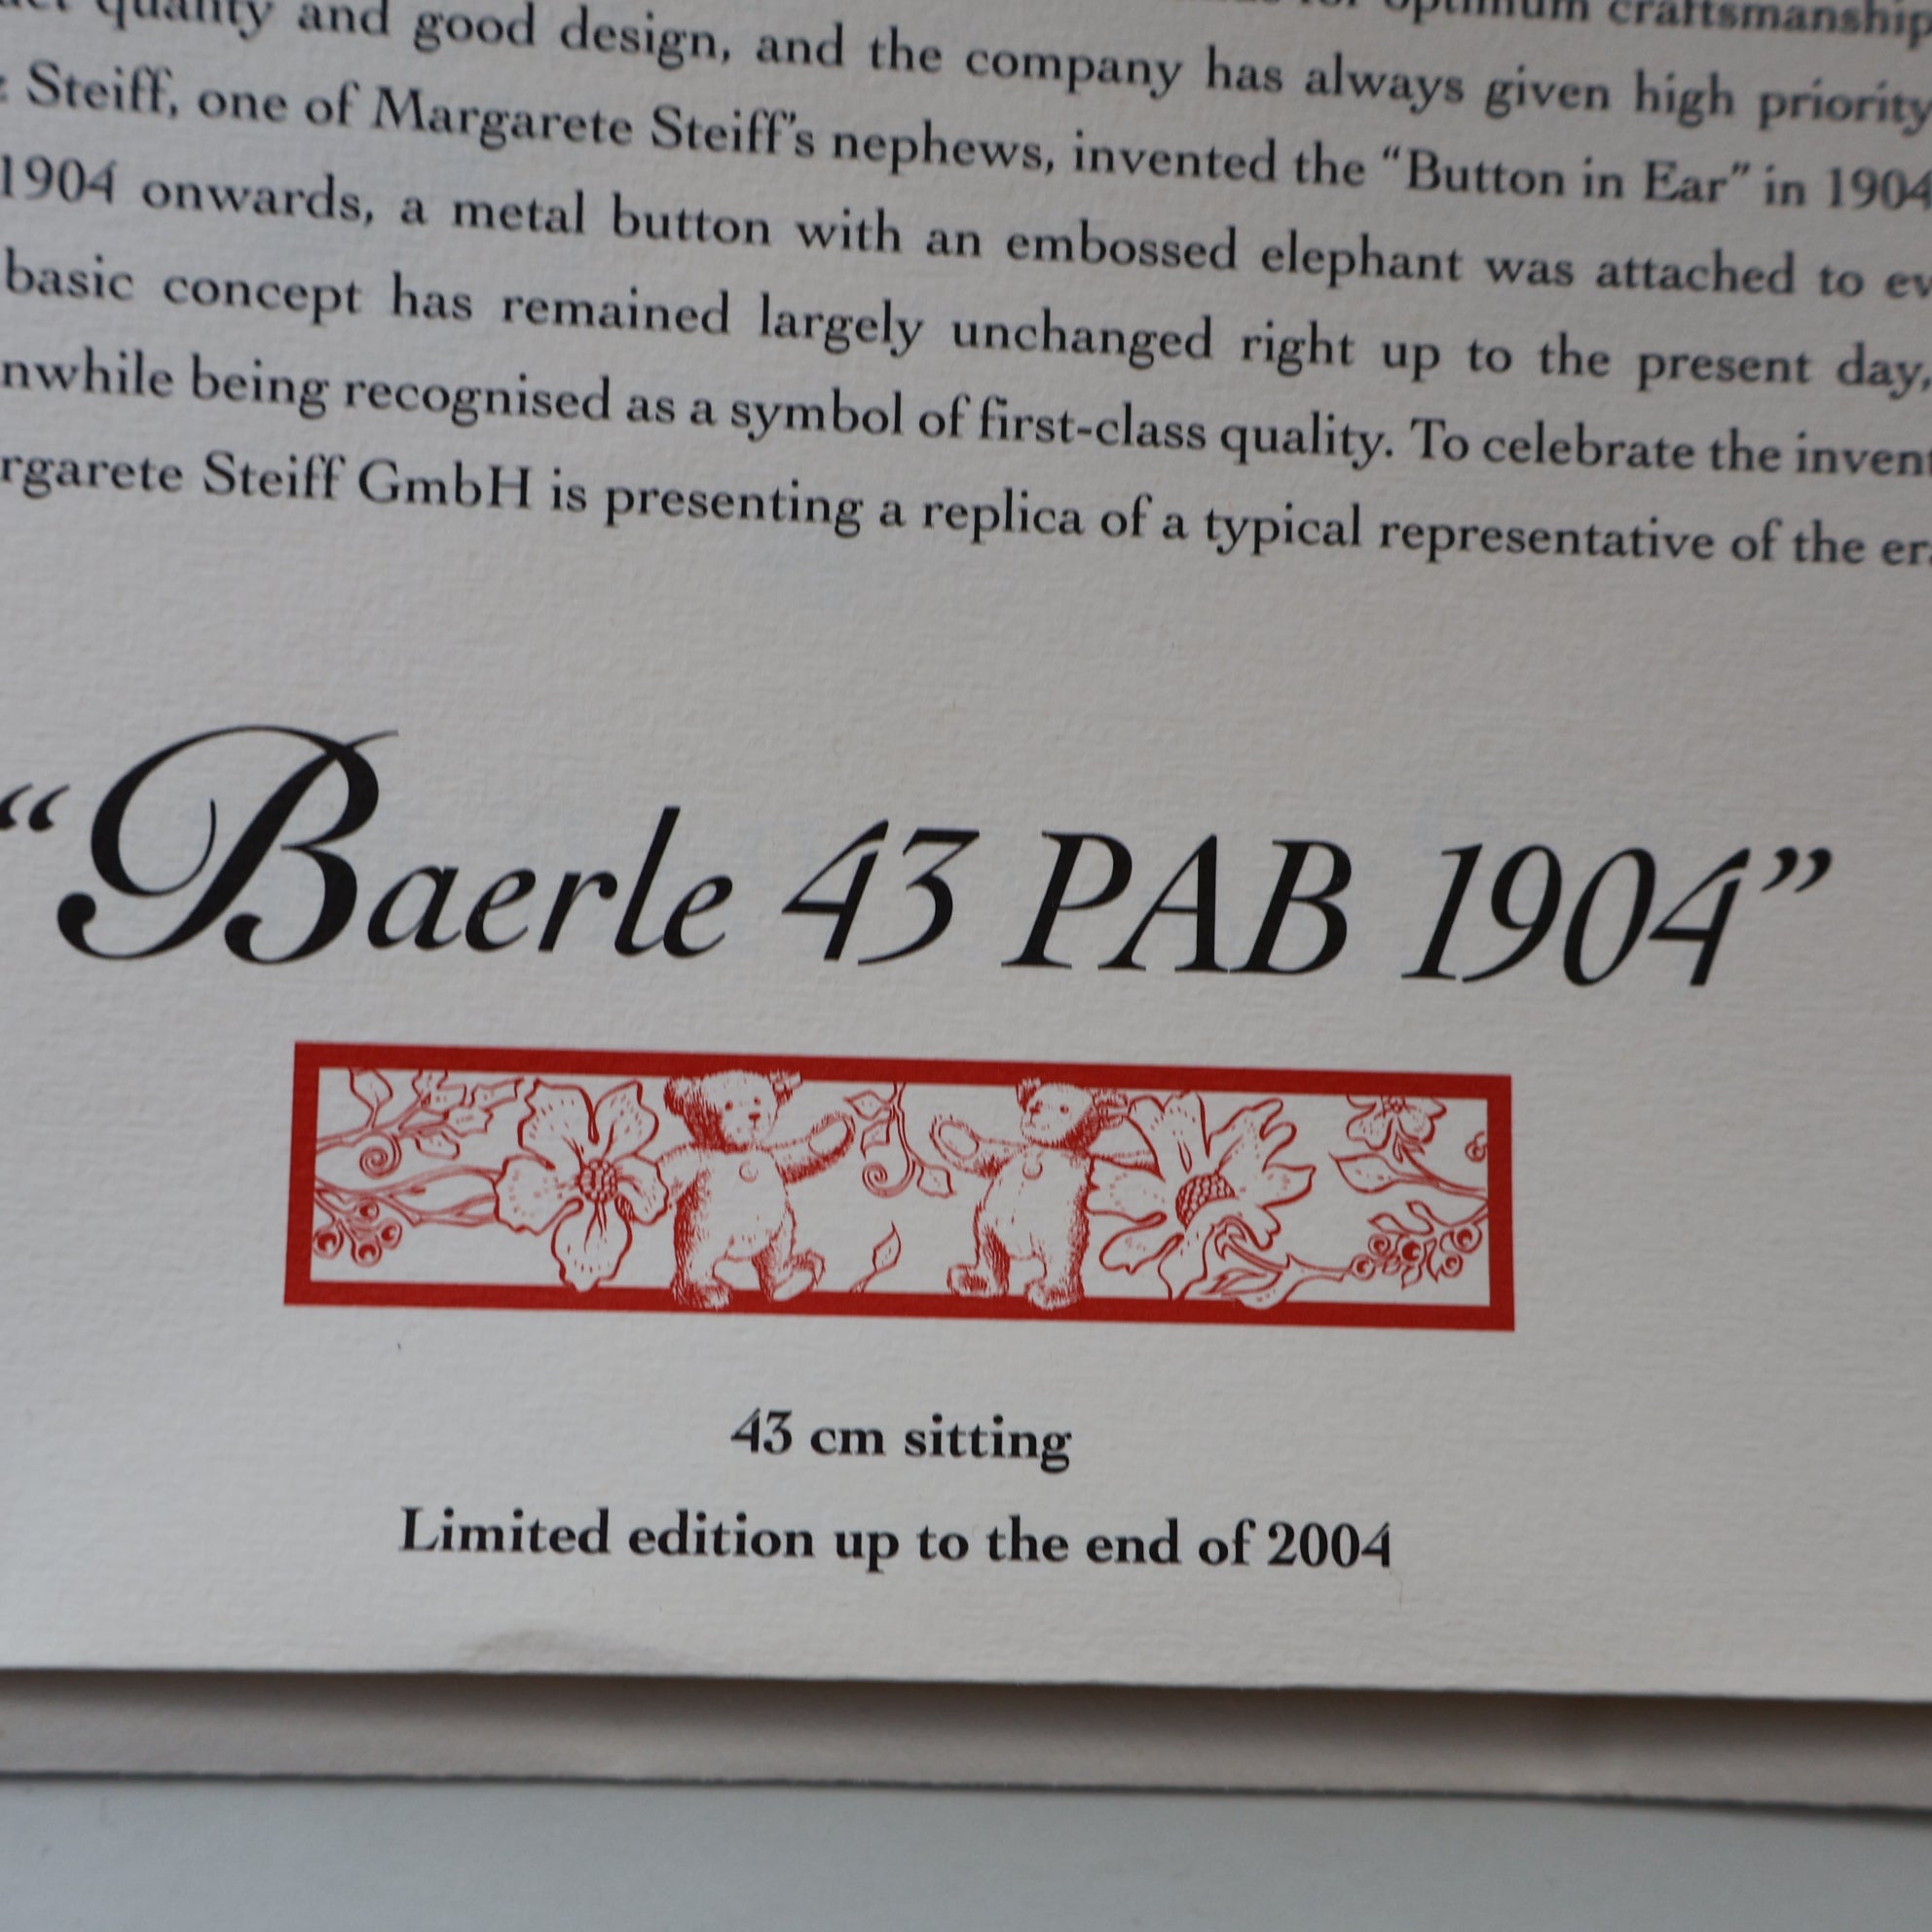 quality and good design, and the company has always given high priority
Steiff, one of Margarete Steiff's nephews, invented the “Button in Ear” in 1904
1904 onwards, a metal button with an embossed elephant was attached to ev
basic concept has remained largely unchanged right up to the present day,
nwhile being recognised as a symbol of first-class quality. To celebrate the invent
rgarete Steiff GmbH is presenting a replica of a typical representative of the er
“Baerle 43 PAB 1904”
43 cm sitting
Limited edition up to the end of 2004